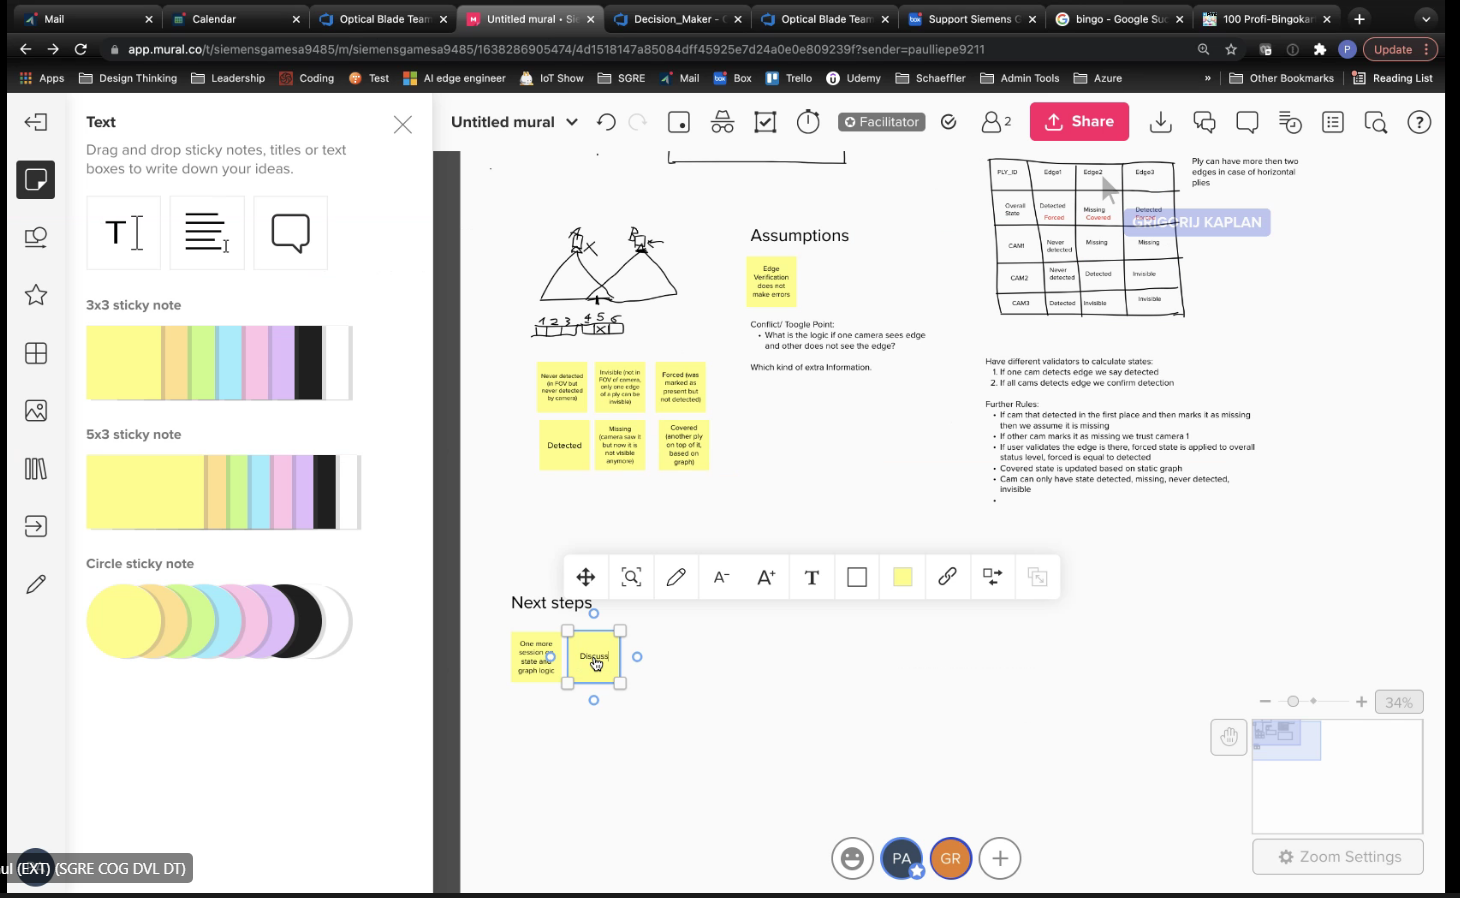 Mail
Calendar
Optical Blade Team
Untitled mural • Sie
Decision_Maker -
Optical Blade Team
Support Siemens G
bingo - Google Suc
100 Profi-Bingokar
app.mural.co/t/siemensgamesa9485/m/siemensgamesa9485/1638286905474/4d1518147a85084dff45925e7d24a0e0e809239f?sender=paulliepe9211
P
Update
Apps
Design Thinking
Leadership
Coding
Test
AI edge engineer
IoT Show
SGRE
Mail
Box
Trello
Udemy
Schaeffler
Admin Tools
Azure
»
Other Bookmarks
Reading List
Text
Drag and drop sticky notes, titles or text
boxes to write down your ideas.
3x3 sticky note
5x3 sticky note
Circle sticky note
Untitled mural
Facilitator
2
Share
A
B
1 2 3 4 5 6
X
Never detected
(in FOV but
never detected
by camera)
Invisible (not in
FOV of camera,
only one edge
of a ply can be
invisible)
Forced (was
marked as
present but
not detected)
Detected
Missing
(camera saw it
but now it is
not visible
anymore)
Covered
(another ply
on top of it,
based on
graph)
Assumptions
Edge
Verification
does not
make errors
Conflict/ Toogle Point:
• What is the logic if one camera sees edge
and other does not see the edge?
Which kind of extra Information.
PLY_ID Edge1 Edge2 Edge3
Overall
State
Detected
Forced
Missing
Covered
Detected
CAM1 Never
detected
Missing Missing
CAM2 Never
detected
Detected Invisible
CAM3 Detected Invisible Invisible
Ply can have more then two
edges in case of horizontal
plies
GRIGORIJ KAPLAN
Have different validators to calculate states:
1. If one cam detects edge we say detected
2. If all cams detects edge we confirm detection
Further Rules:
• If cam that detected in the first place and then marks it as missing
then we assume it is missing
• If other cam marks it as missing we trust camera 1
• If user validates the edge is there, forced state is applied to overall
status level, forced is equal to detected
• Covered state is updated based on static graph
• Cam can only have state detected, missing, never detected,
invisible
•
A-
A+
T
Next steps
One more
session on
state and
graph logic
Discuss
34%
Zoom Settings
PA
GR
ul (EXT) (SGRE COG DVL DT)